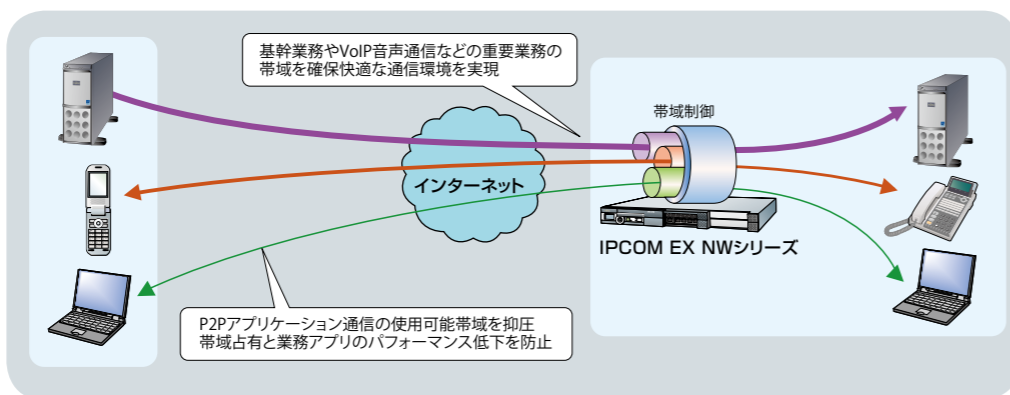 基幹業務やVoIP音声通信などの重要業務の
帯域を確保快適な通信環境を実現
帯域制御
インターネット
IPCOM EX NWシリーズ
P2Pアプリケーション通信の使用可能帯域を抑圧
帯域占有と業務アプリのパフォーマンス低下を防止